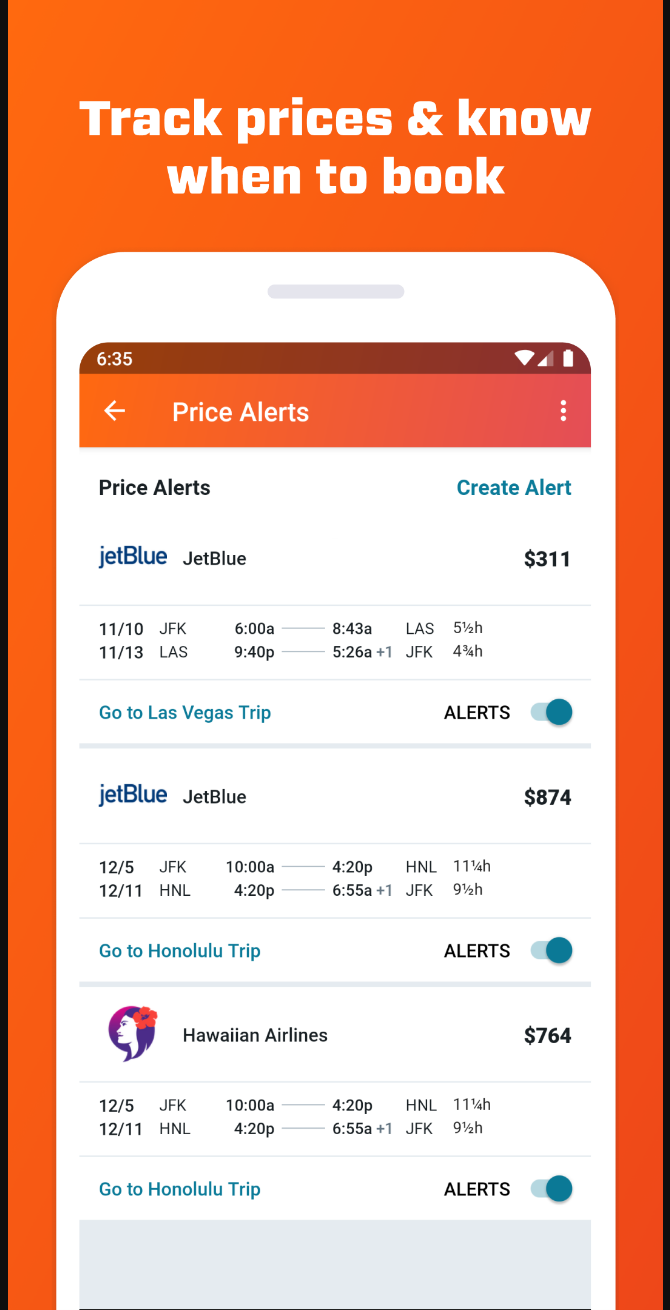 Track prices & know
when to book
6:35
Price Alerts
Price Alerts Create Alert
jetBlue JetBlue $311
11/10 JFK 6:00a 8:43a LAS 5½h
11/13 LAS 9:40p 5:26a +1 JFK 4¾h
Go to Las Vegas Trip ALERTS
jetBlue JetBlue $874
12/5 JFK 10:00a 4:20p HNL 11¼h
12/11 HNL 4:20p 6:55a +1 JFK 9½h
Go to Honolulu Trip ALERTS
Hawaiian Airlines $764
12/5 JFK 10:00a 4:20p HNL 11¼h
12/11 HNL 4:20p 6:55a +1 JFK 9½h
Go to Honolulu Trip ALERTS